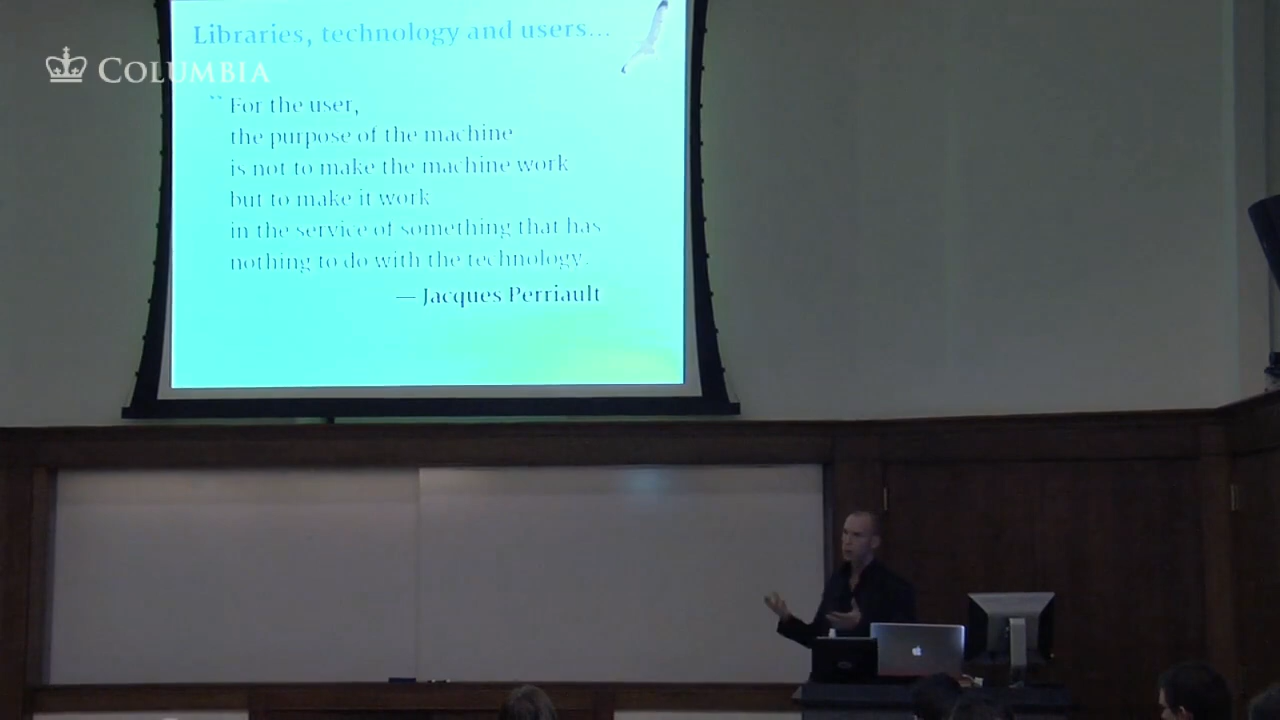 Libraries, technology and users...
COLUMBIA
`` For the user,
the purpose of the machine
is not to make the machine work
but to make it work
in the service of something that has
nothing to do with the technology.
— Jacques Perriault